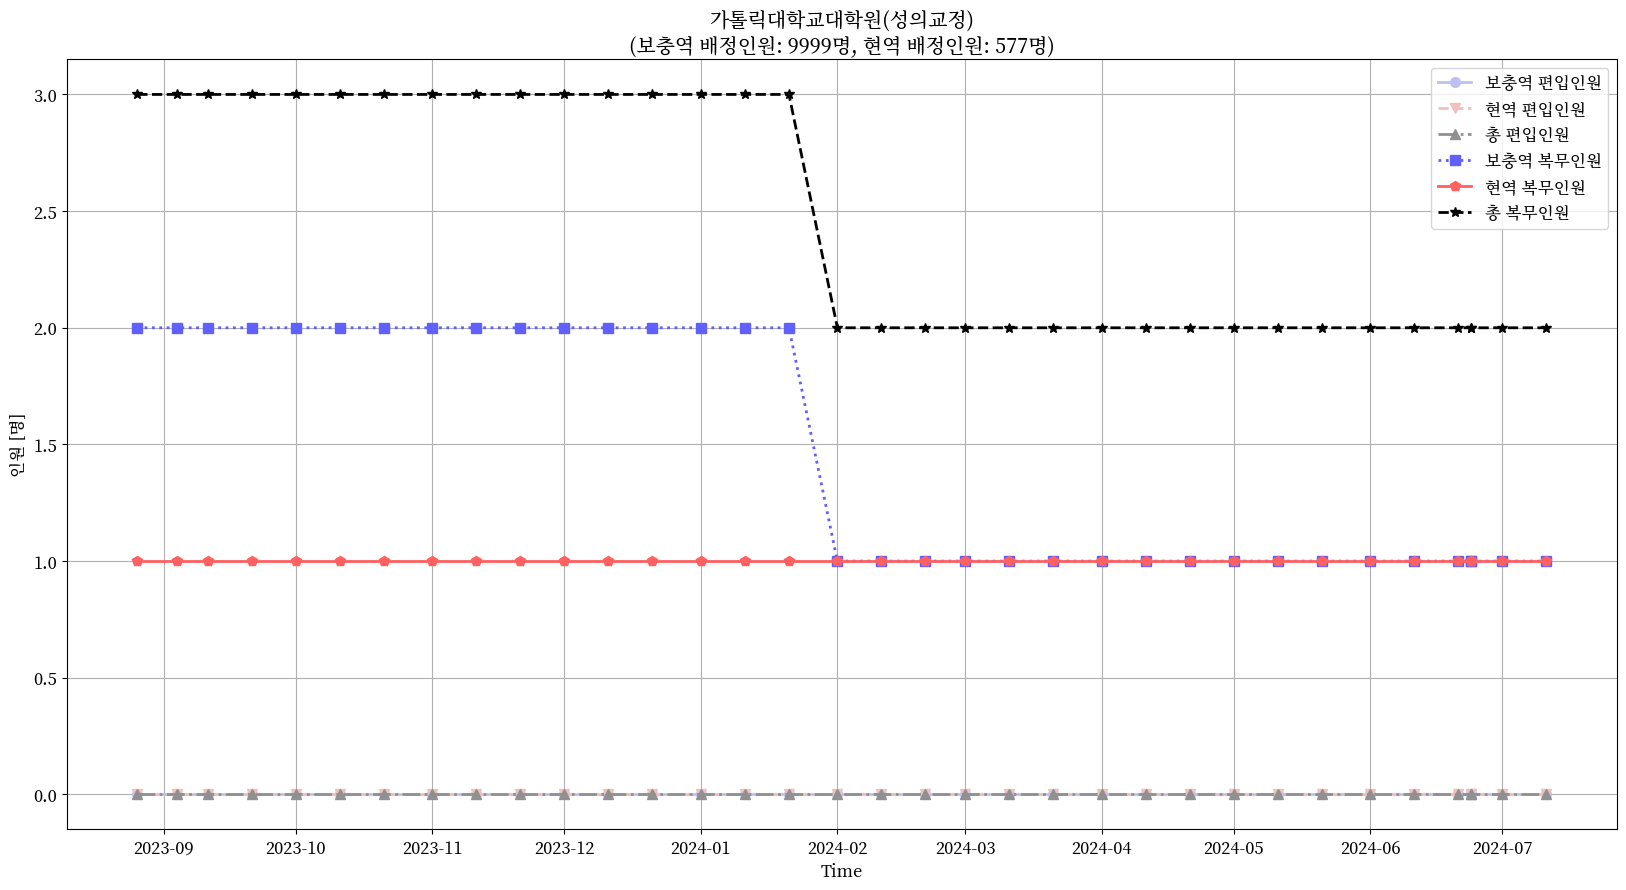 가톨릭대학교대학원(성의교정)
(보충역 배정인원: 9999명, 현역 배정인원: 577명)
보충역 편입인원
현역 편입인원
총 편입인원
보충역 복무인원
현역 복무인원
총 복무인원
3.0
2.5
2.0
1.5
1.0
0.5
0.0
인원 [명]
2023-09 2023-10 2023-11 2023-12 2024-01 2024-02 2024-03 2024-04 2024-05 2024-06 2024-07
Time